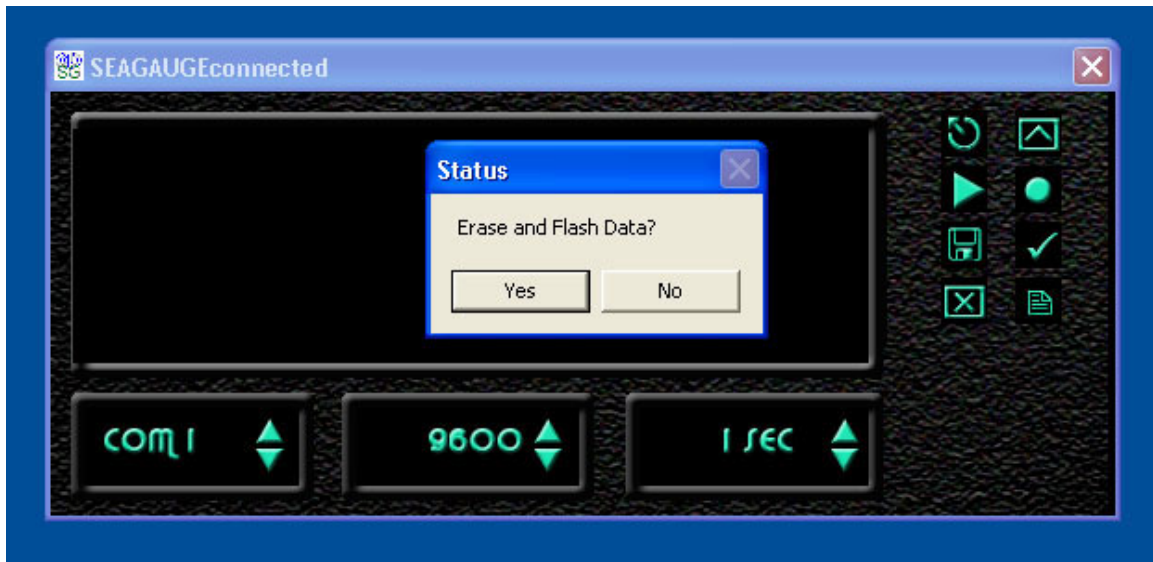 SEAGAUGEconnected
Status
Erase and Flash Data?
Yes No
COM 1 9600 1 SEC